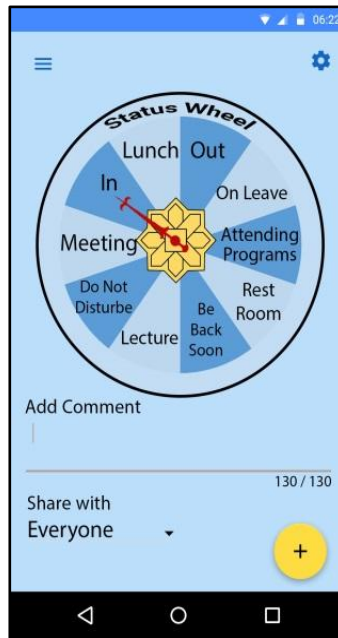 06:22
Status Wheel
Lunch
Out
In
On Leave
Meeting
Attending
Programs
Do Not
Disturbe
Rest
Room
Lecture
Be
Back
Soon
Add Comment
130 / 130
Share with
Everyone
+